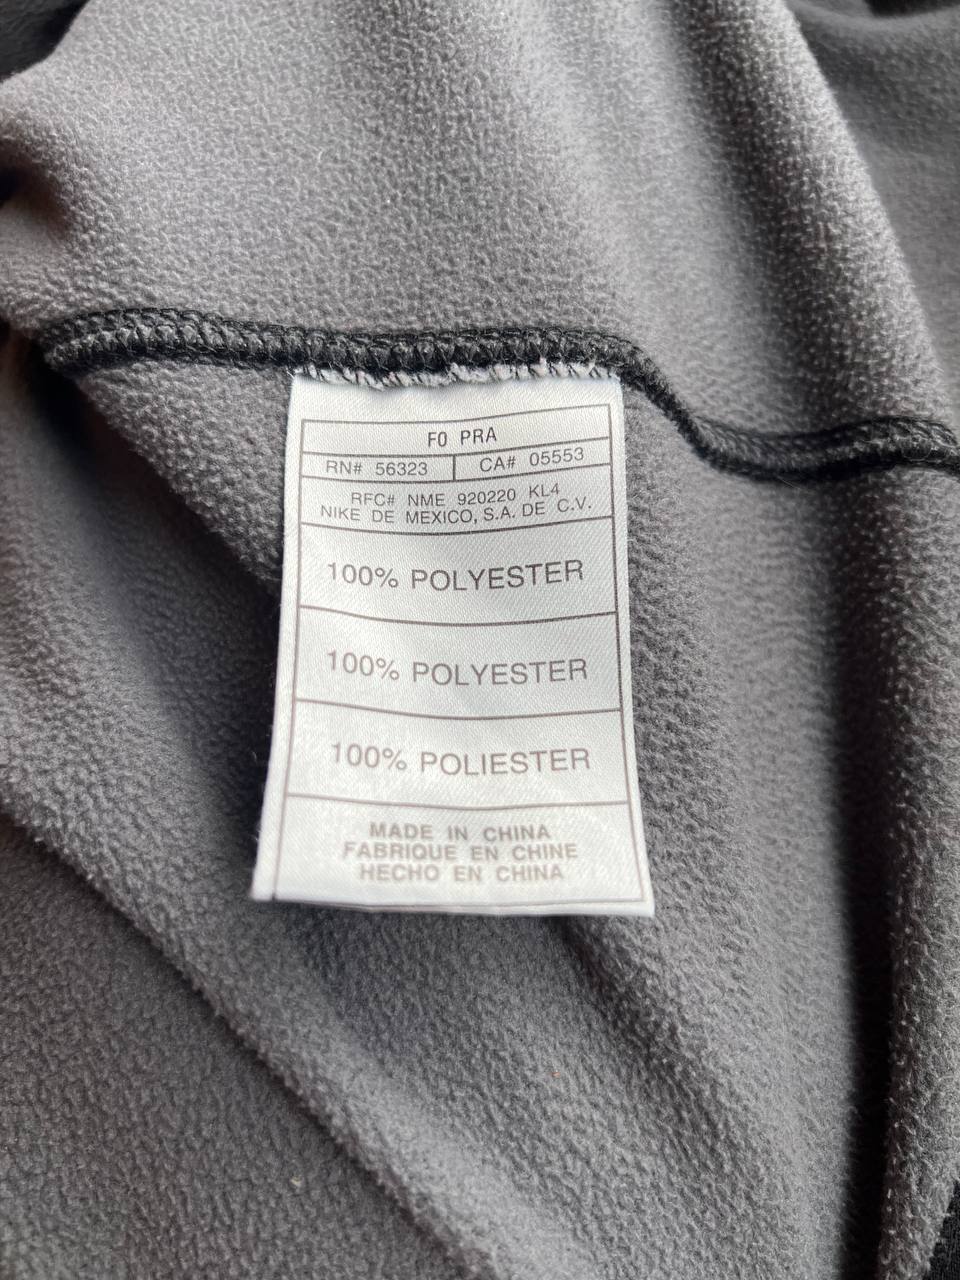 F0 PRA
RN# 56323 CA# 05553
RFC# NME 920220 KL4
NIKE DE MEXICO, S.A. DE C.V.
100% POLYESTER
100% POLYESTER
100% POLIESTER
MADE IN CHINA
FABRIQUE EN CHINE
HECHO EN CHINA